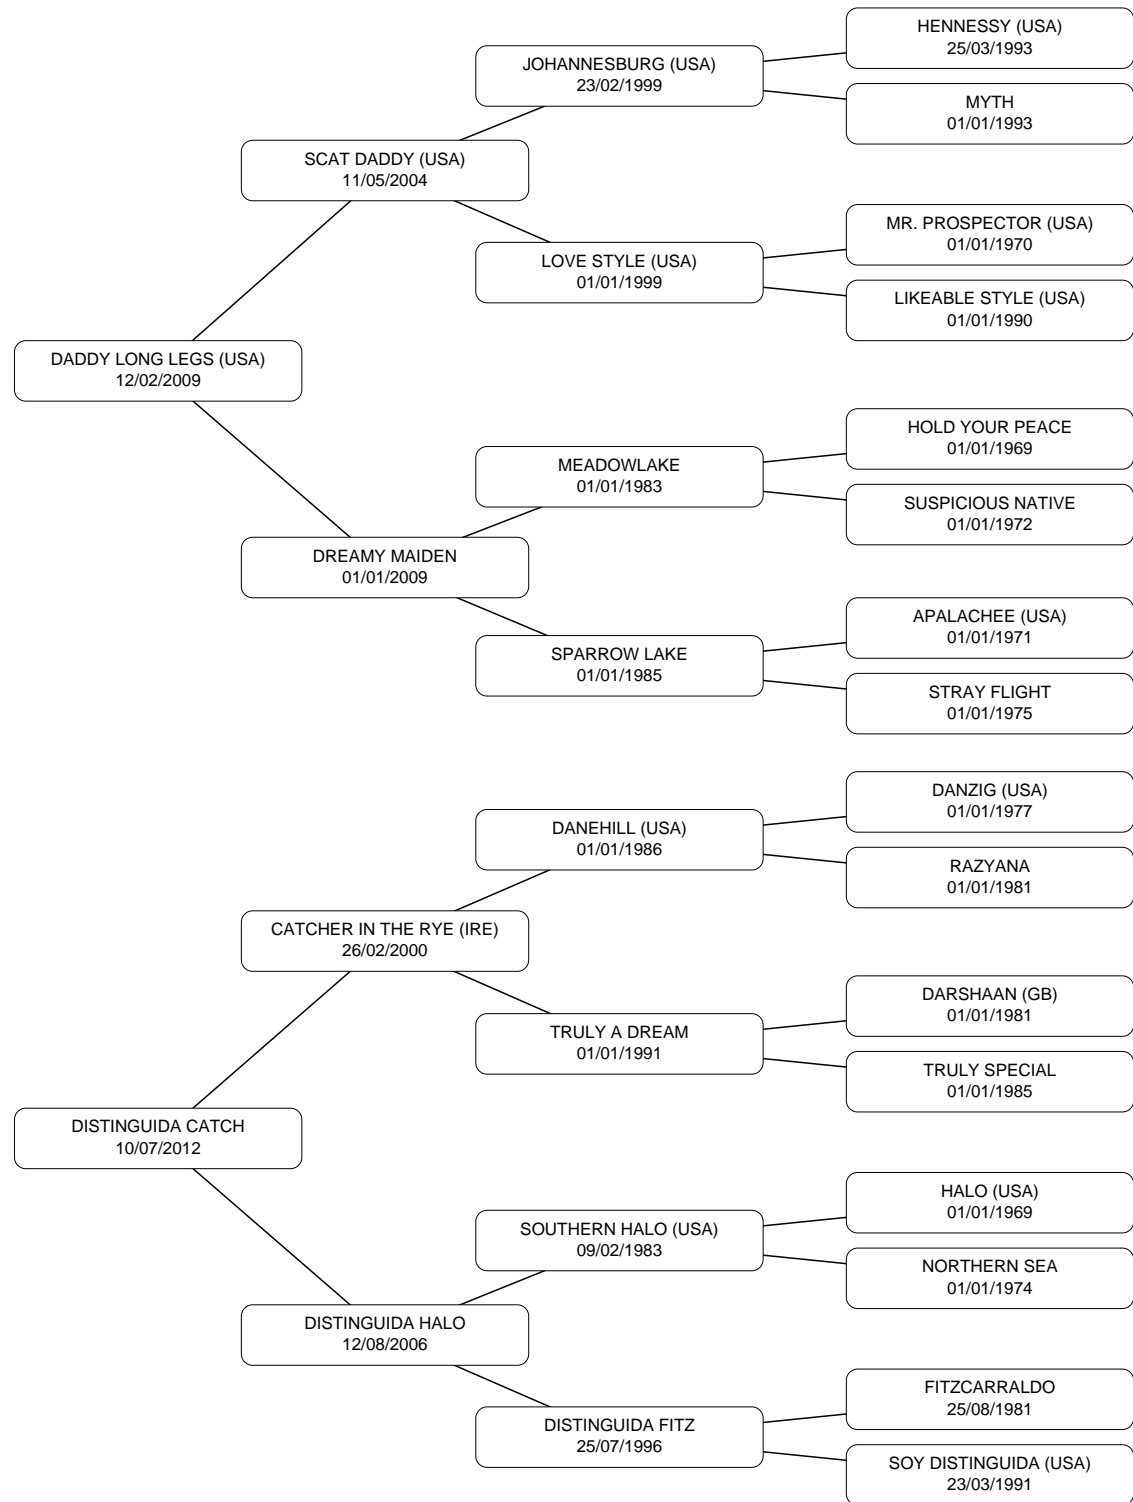 HENNESSY (USA)
25/03/1993
JOHANNESBURG (USA)
23/02/1999
MYTH
01/01/1993
SCAT DADDY (USA)
11/05/2004
MR. PROSPECTOR (USA)
01/01/1970
LOVE STYLE (USA)
01/01/1999
LIKEABLE STYLE (USA)
01/01/1990
DADDY LONG LEGS (USA)
12/02/2009
HOLD YOUR PEACE
01/01/1969
MEADOWLAKE
01/01/1983
SUSPICIOUS NATIVE
01/01/1972
DREAMY MAIDEN
01/01/2009
APALACHEE (USA)
01/01/1971
SPARROW LAKE
01/01/1985
STRAY FLIGHT
01/01/1975
DANZIG (USA)
01/01/1977
DANEHILL (USA)
01/01/1986
RAZYANA
01/01/1981
CATCHER IN THE RYE (IRE)
26/02/2000
DARSHAAN (GB)
01/01/1981
TRULY A DREAM
01/01/1991
TRULY SPECIAL
01/01/1985
DISTINGUIDA CATCH
10/07/2012
HALO (USA)
01/01/1969
SOUTHERN HALO (USA)
09/02/1983
NORTHERN SEA
01/01/1974
DISTINGUIDA HALO
12/08/2006
FITZCARRALDO
25/08/1981
DISTINGUIDA FITZ
25/07/1996
SOY DISTINGUIDA (USA)
23/03/1991